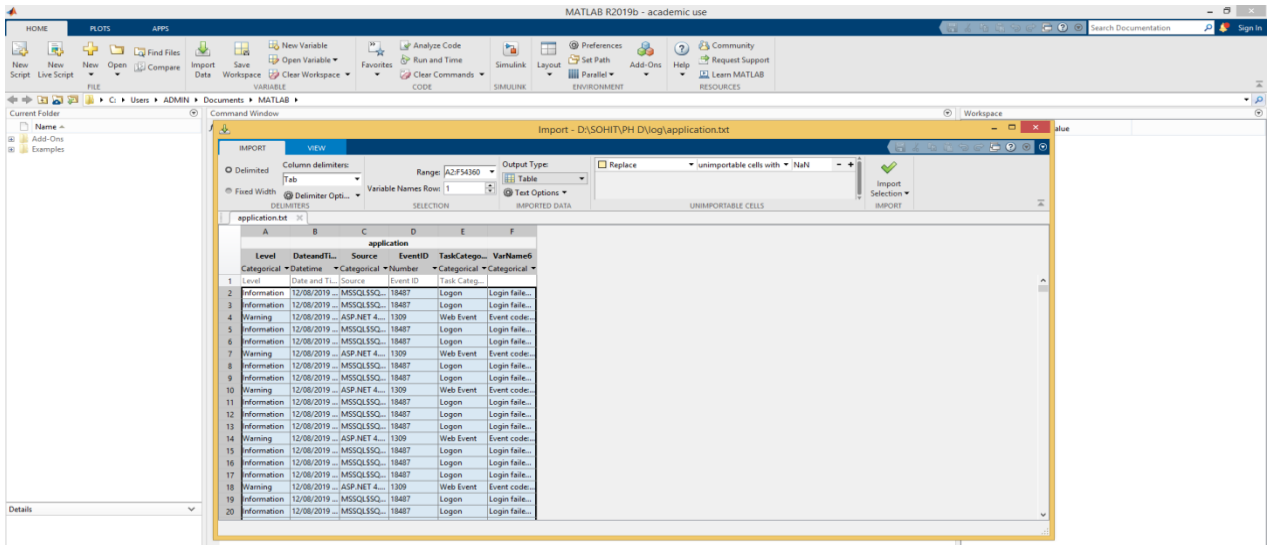 MATLAB R2019b - academic use
HOME PLOTS APPS
Search Documentation Sign In
New Script New Live Script New Open Find Files Compare
Import Data Save Workspace New Variable Open Variable Clear Workspace
Favorites Analyze Code Run and Time Clear Commands
Simulink Layout Preferences Set Path Parallel Add-Ons
Help Community Request Support Learn MATLAB
FILE VARIABLE CODE SIMULINK ENVIRONMENT RESOURCES
C: Users ADMIN Documents MATLAB
Current Folder Command Window Workspace
Name alue
Add-Ons
Examples
Import - D:\SOHIT\PH D\log\application.txt
IMPORT VIEW
Delimited Column delimiters: Range: A2:F54360 Output Type: Replace unimportable cells with NaN - +
Tab Table
Fixed Width Delimiter Opti... Variable Names Row: 1 Text Options Import Selection
DELIMITERS SELECTION IMPORTED DATA UNIMPORTABLE CELLS IMPORT
application.txt
A B C D E F
application
Level DateandTi... Source EventID TaskCatego... VarName6
Categorical Datetime Categorical Number Categorical Categorical
1 Level Date and Ti... Source Event ID Task Categ...
2 Information 12/08/2019 ... MSSQL$SQ... 18487 Logon Login faile...
3 Information 12/08/2019 ... MSSQL$SQ... 18487 Logon Login faile...
4 Warning 12/08/2019 ... ASP.NET 4.... 1309 Web Event Event code:...
5 Information 12/08/2019 ... MSSQL$SQ... 18487 Logon Login faile...
6 Information 12/08/2019 ... MSSQL$SQ... 18487 Logon Login faile...
7 Warning 12/08/2019 ... ASP.NET 4.... 1309 Web Event Event code:...
8 Information 12/08/2019 ... MSSQL$SQ... 18487 Logon Login faile...
9 Information 12/08/2019 ... MSSQL$SQ... 18487 Logon Login faile...
10 Warning 12/08/2019 ... ASP.NET 4.... 1309 Web Event Event code:...
11 Information 12/08/2019 ... MSSQL$SQ... 18487 Logon Login faile...
12 Information 12/08/2019 ... MSSQL$SQ... 18487 Logon Login faile...
13 Information 12/08/2019 ... MSSQL$SQ... 18487 Logon Login faile...
14 Warning 12/08/2019 ... ASP.NET 4.... 1309 Web Event Event code:...
15 Information 12/08/2019 ... MSSQL$SQ... 18487 Logon Login faile...
16 Information 12/08/2019 ... MSSQL$SQ... 18487 Logon Login faile...
17 Information 12/08/2019 ... MSSQL$SQ... 18487 Logon Login faile...
18 Warning 12/08/2019 ... ASP.NET 4.... 1309 Web Event Event code:...
19 Information 12/08/2019 ... MSSQL$SQ... 18487 Logon Login faile...
20 Information 12/08/2019 ... MSSQL$SQ... 18487 Logon Login faile...
Details